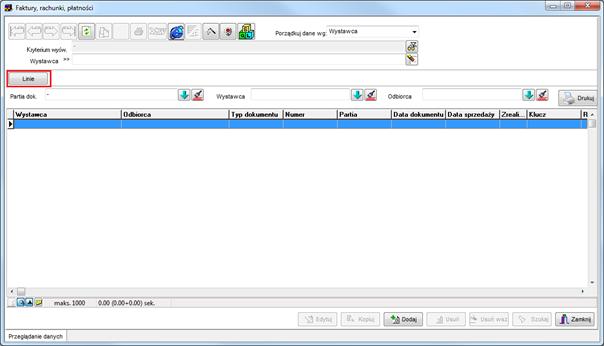 Faktury, rachunki, płatności
Porządkuj dane wg: Wystawca
Kryterium wyśw. -
Wystawca >>
Linie
Partia dok. - Wystawca Odbiorca Drukuj
Wystawca Odbiorca Typ dokumentu Numer Partia Data dokumentu Data sprzedaży Zreali... Klucz R
maks. 1000 0.00 (0.00+0.00) sek.
Edytuj Kopiuj Dodaj Usuń Usuń wsz Szukaj Zamknij
Przeglądanie danych